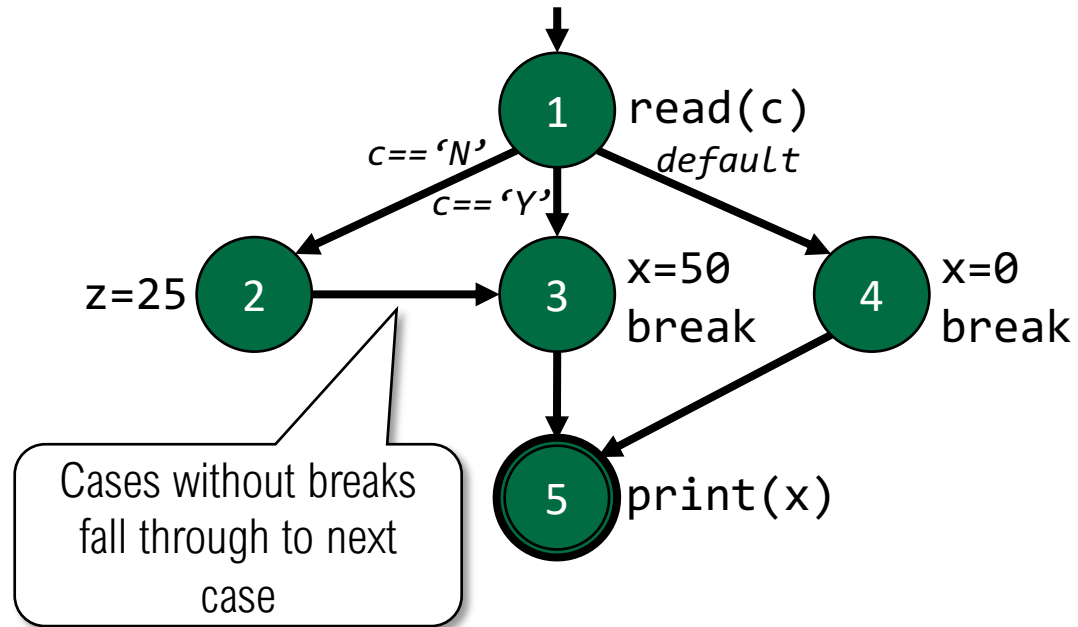 1
read(c)
c==‘N’
default
c==‘Y’
z=25
2
3
x=50
break
4
x=0
break
Cases without breaks
fall through to next
case
5
print(x)